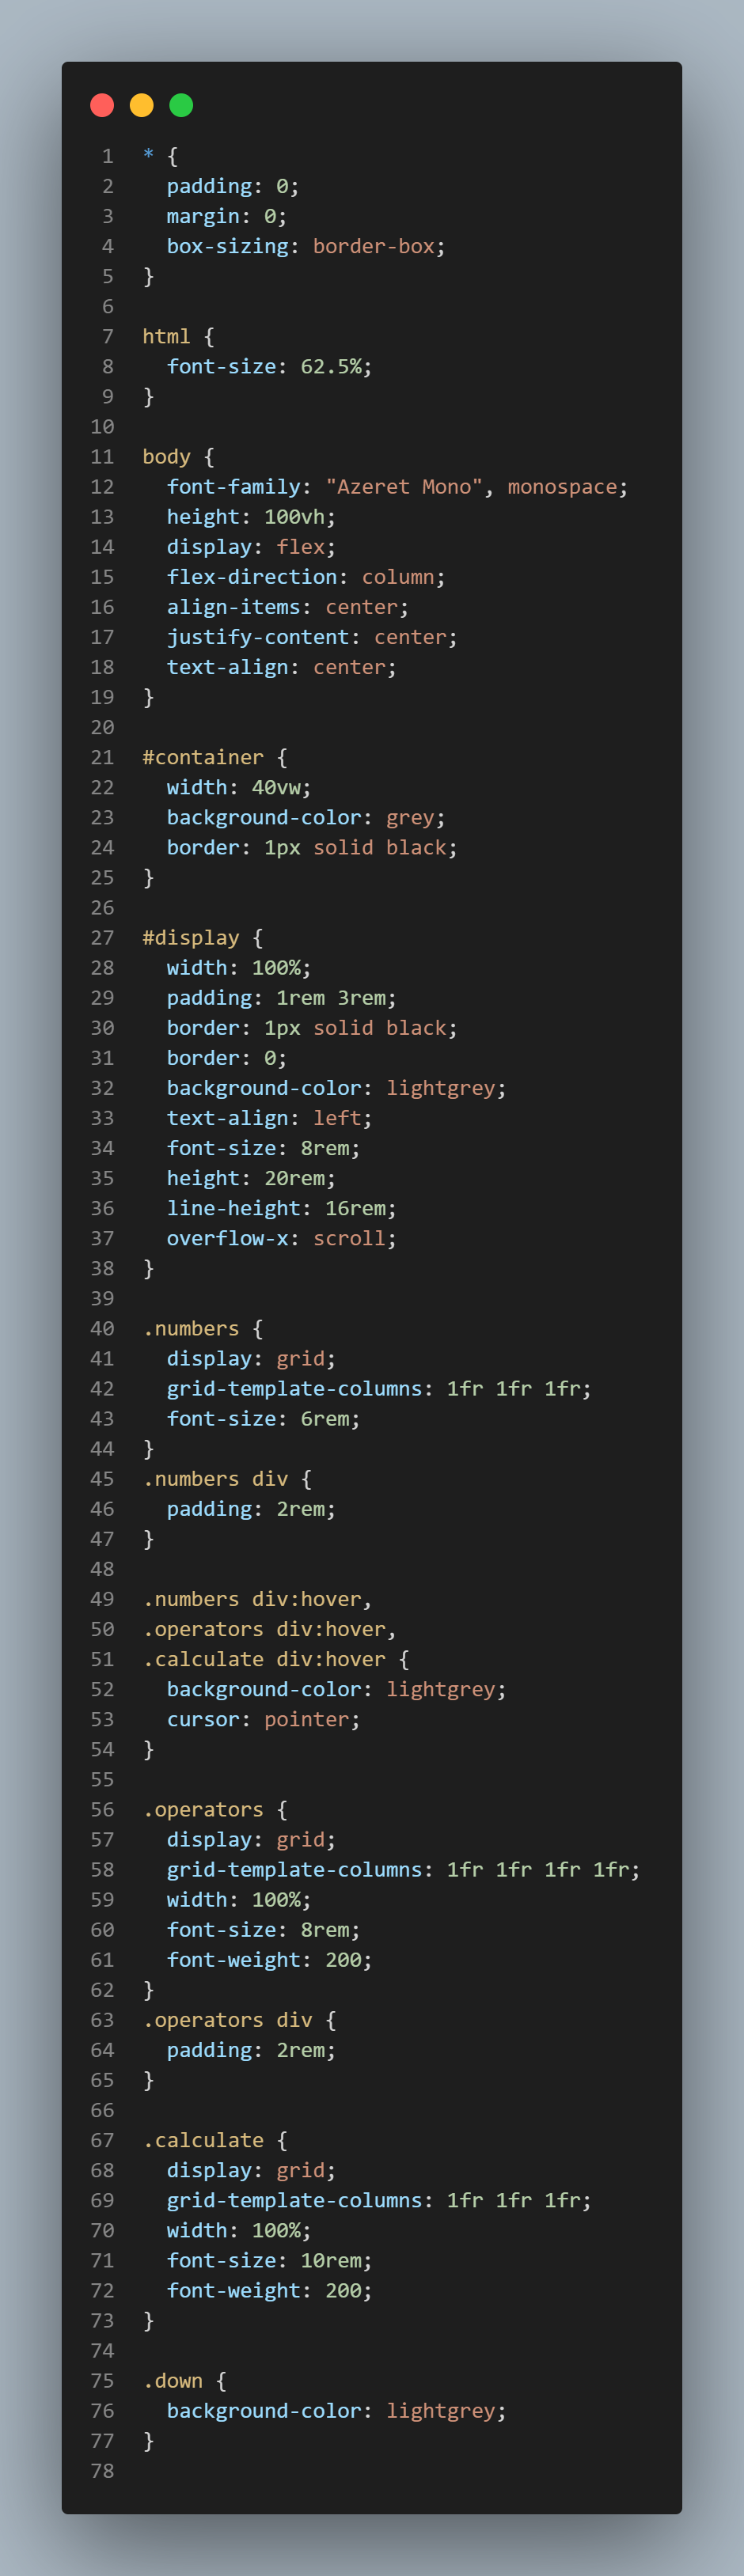 1 * {
2   padding: 0;
3   margin: 0;
4   box-sizing: border-box;
5 }
6
7 html {
8   font-size: 62.5%;
9 }
10
11 body {
12   font-family: "Azeret Mono", monospace;
13   height: 100vh;
14   display: flex;
15   flex-direction: column;
16   align-items: center;
17   justify-content: center;
18   text-align: center;
19 }
20
21 #container {
22   width: 40vw;
23   background-color: grey;
24   border: 1px solid black;
25 }
26
27 #display {
28   width: 100%;
29   padding: 1rem 3rem;
30   border: 1px solid black;
31   border: 0;
32   background-color: lightgrey;
33   text-align: left;
34   font-size: 8rem;
35   height: 20rem;
36   line-height: 16rem;
37   overflow-x: scroll;
38 }
39
40 .numbers {
41   display: grid;
42   grid-template-columns: 1fr 1fr 1fr;
43   font-size: 6rem;
44 }
45 .numbers div {
46   padding: 2rem;
47 }
48
49 .numbers div:hover,
50 .operators div:hover,
51 .calculate div:hover {
52   background-color: lightgrey;
53   cursor: pointer;
54 }
55
56 .operators {
57   display: grid;
58   grid-template-columns: 1fr 1fr 1fr 1fr;
59   width: 100%;
60   font-size: 8rem;
61   font-weight: 200;
62 }
63 .operators div {
64   padding: 2rem;
65 }
66
67 .calculate {
68   display: grid;
69   grid-template-columns: 1fr 1fr 1fr;
70   width: 100%;
71   font-size: 10rem;
72   font-weight: 200;
73 }
74
75 .down {
76   background-color: lightgrey;
77 }
78